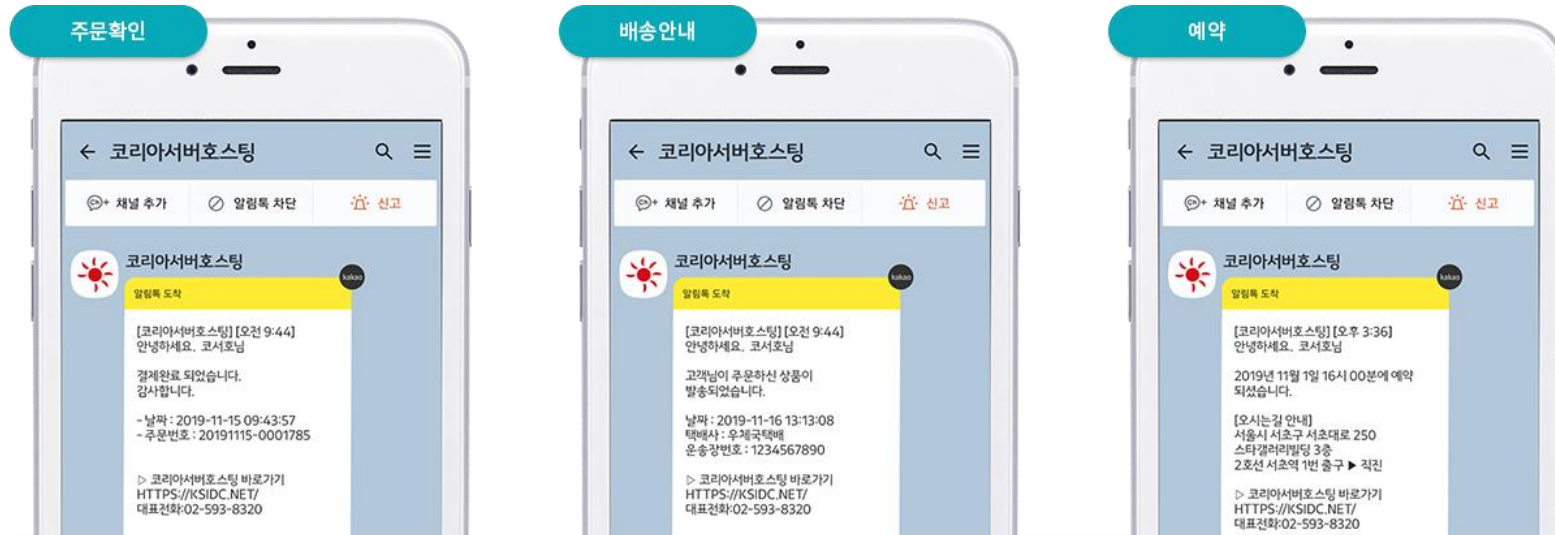 주문확인
← 코리아서버호스팅
Ch+ 채널 추가 알림톡 차단 신고
코리아서버호스팅
kakao
알림톡 도착
[코리아서버호스팅] [오전 9:44]
안녕하세요. 코서호님
결제완료 되었습니다.
감사합니다.
- 날짜 : 2019-11-15 09:43:57
- 주문번호 : 20191115-0001785
▷ 코리아서버호스팅 바로가기
HTTPS://KSIDC.NET/
대표전화:02-593-8320
배송안내
← 코리아서버호스팅
Ch+ 채널 추가 알림톡 차단 신고
코리아서버호스팅
kakao
알림톡 도착
[코리아서버호스팅] [오전 9:44]
안녕하세요. 코서호님
고객님이 주문하신 상품이
발송되었습니다.
날짜 : 2019-11-16 13:13:08
택배사 : 우체국택배
운송장번호 : 1234567890
▷ 코리아서버호스팅 바로가기
HTTPS://KSIDC.NET/
대표전화:02-593-8320
예약
← 코리아서버호스팅
Ch+ 채널 추가 알림톡 차단 신고
코리아서버호스팅
kakao
알림톡 도착
[코리아서버호스팅] [오후 3:36]
안녕하세요. 코서호님
2019년 11월 1일 16시 00분에 예약
되셨습니다.
[오시는길 안내]
서울시 서초구 서초대로 250
스타갤러리빌딩 3층
2호선 서초역 1번 출구 ▶ 직진
▷ 코리아서버호스팅 바로가기
HTTPS://KSIDC.NET/
대표전화:02-593-8320